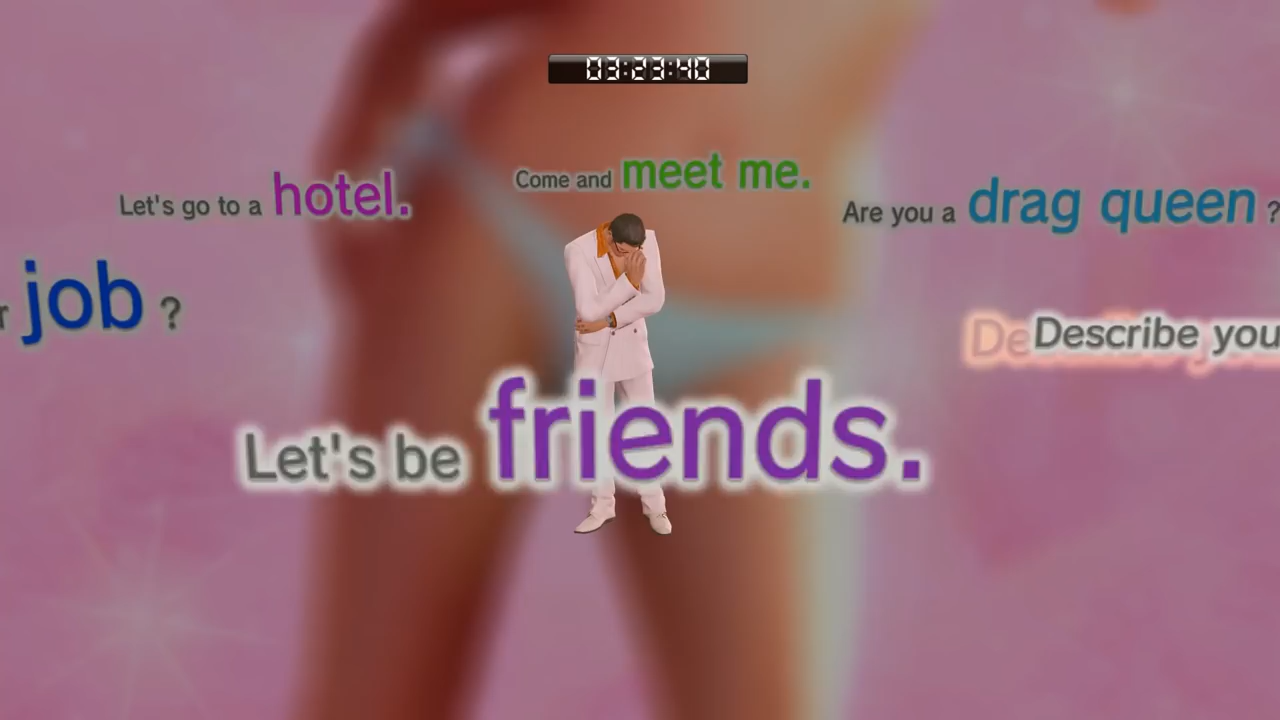 03:23:40
Come and meet me.
Let's go to a hotel.
Are you a drag queen ?
job ?
Describe you
Let's be friends.